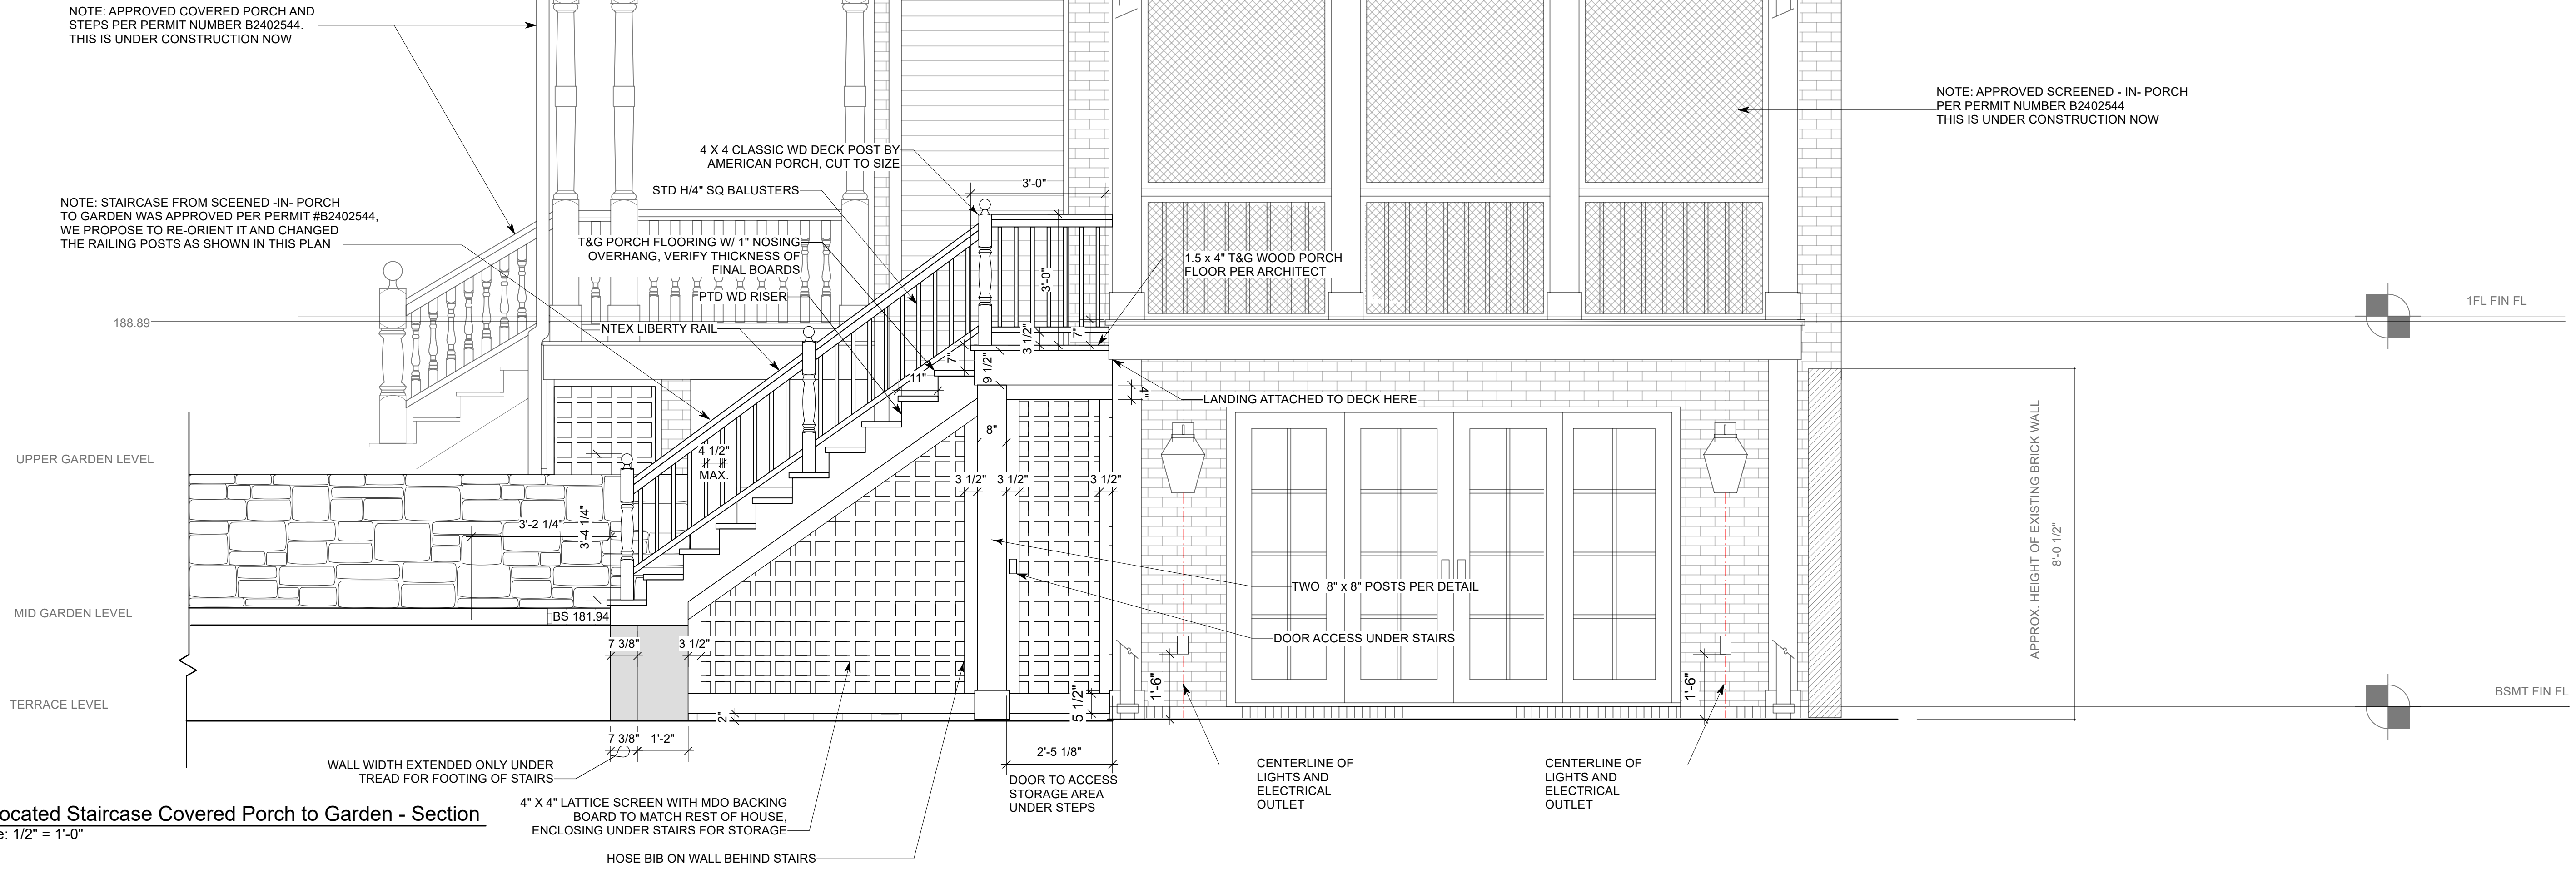 NOTE: APPROVED COVERED PORCH AND
STEPS PER PERMIT NUMBER B2402544.
THIS IS UNDER CONSTRUCTION NOW
NOTE: APPROVED SCREENED - IN- PORCH
PER PERMIT NUMBER B2402544
THIS IS UNDER CONSTRUCTION NOW
4 X 4 CLASSIC WD DECK POST BY
AMERICAN PORCH, CUT TO SIZE
STD H/4" SQ BALUSTERS
3'-0"
NOTE: STAIRCASE FROM SCEENED -IN- PORCH
TO GARDEN WAS APPROVED PER PERMIT #B2402544,
WE PROPOSE TO RE-ORIENT IT AND CHANGED
THE RAILING POSTS AS SHOWN IN THIS PLAN
T&G PORCH FLOORING W/ 1" NOSING
OVERHANG, VERIFY THICKNESS OF
FINAL BOARDS
1.5 x 4" T&G WOOD PORCH
FLOOR PER ARCHITECT
3'-0"
PTD WD RISER
1FL FIN FL
188.89
NTEX LIBERTY RAIL
3 1/2"
7"
7"
9 1/2"
11"
4"
LANDING ATTACHED TO DECK HERE
8"
UPPER GARDEN LEVEL
4 1/2"
MAX.
3 1/2"
3 1/2"
3 1/2"
3'-2 1/4"
3'-4 1/4"
APPROX. HEIGHT OF EXISTING BRICK WALL
8'-0 1/2"
TWO 8" x 8" POSTS PER DETAIL
MID GARDEN LEVEL
BS 181.94
DOOR ACCESS UNDER STAIRS
7 3/8"
3 1/2"
1'-6"
1'-6"
BSMT FIN FL
TERRACE LEVEL
2"
5 1/2"
7 3/8"
1'-2"
2'-5 1/8"
WALL WIDTH EXTENDED ONLY UNDER
TREAD FOR FOOTING OF STAIRS
DOOR TO ACCESS
STORAGE AREA
UNDER STEPS
CENTERLINE OF
LIGHTS AND
ELECTRICAL
OUTLET
CENTERLINE OF
LIGHTS AND
ELECTRICAL
OUTLET
4" X 4" LATTICE SCREEN WITH MDO BACKING
BOARD TO MATCH REST OF HOUSE,
ENCLOSING UNDER STAIRS FOR STORAGE
ocated Staircase Covered Porch to Garden - Section
e: 1/2" = 1'-0"
HOSE BIB ON WALL BEHIND STAIRS